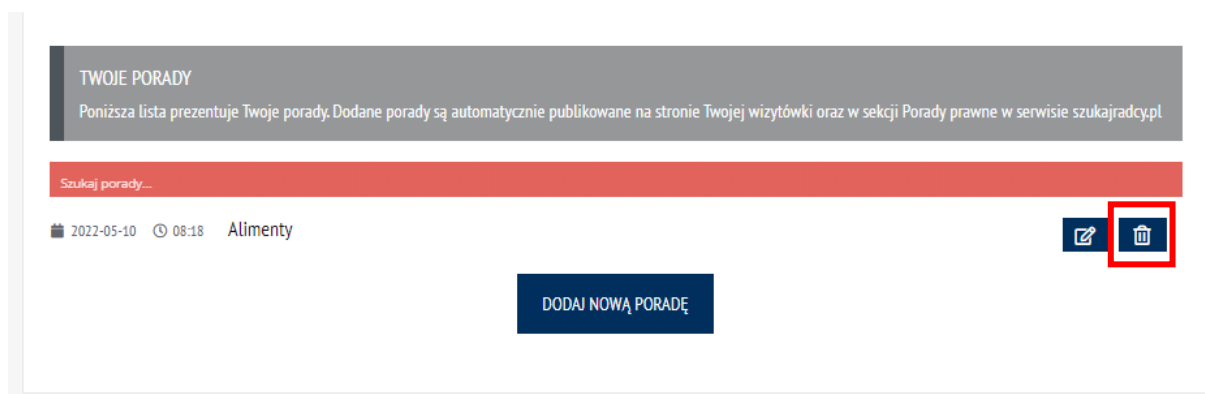 TWOJE PORADY
Poniższa lista prezentuje Twoje porady. Dodane porady są automatycznie publikowane na stronie Twojej wizytówki oraz w sekcji Porady prawne w serwisie szukajradcy.pl
Szukaj porady...
2022-05-10 08:18 Alimenty
DODAJ NOWĄ PORADĘ